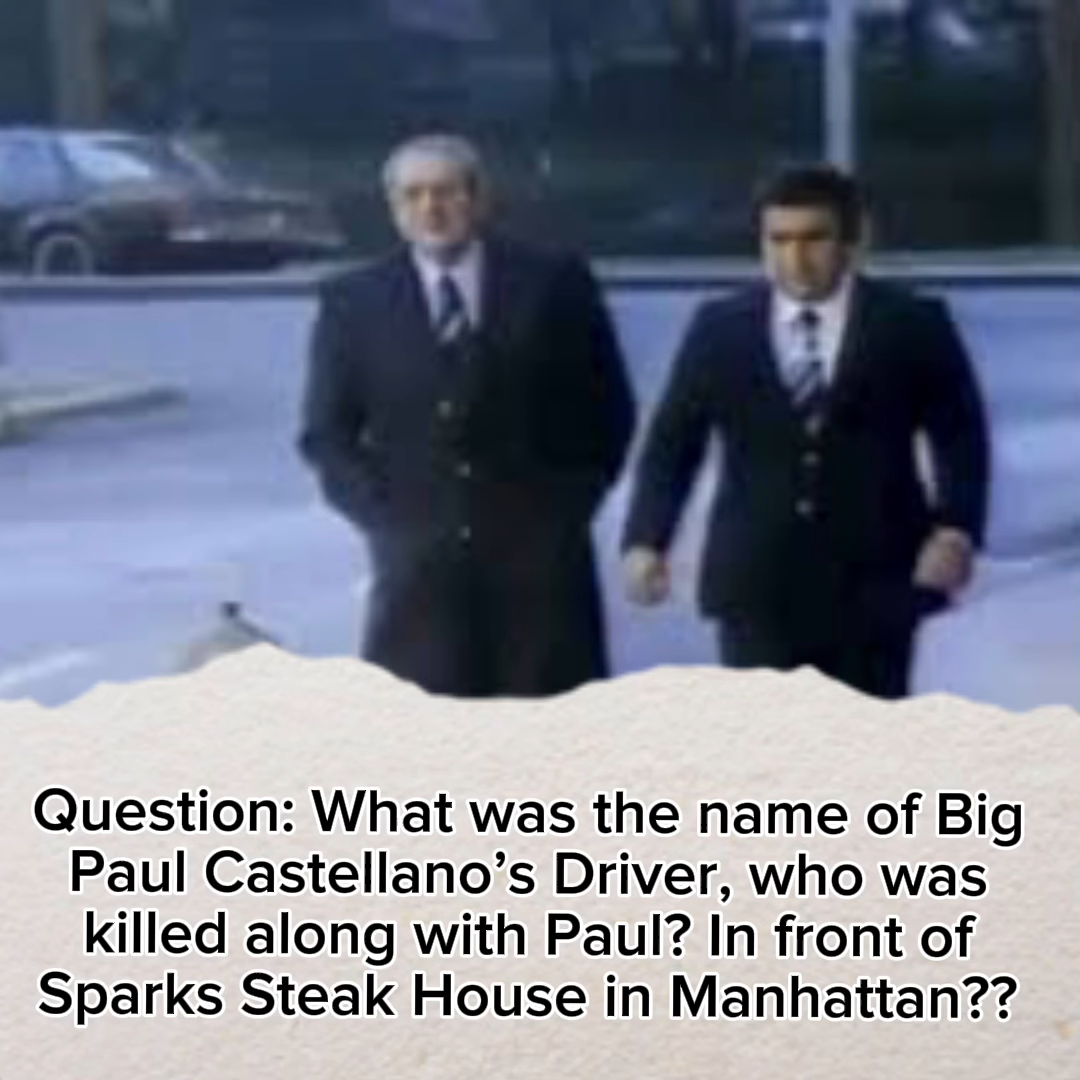 Question: What was the name of Big
Paul Castellano’s Driver, who was
killed along with Paul? In front of
Sparks Steak House in Manhattan??